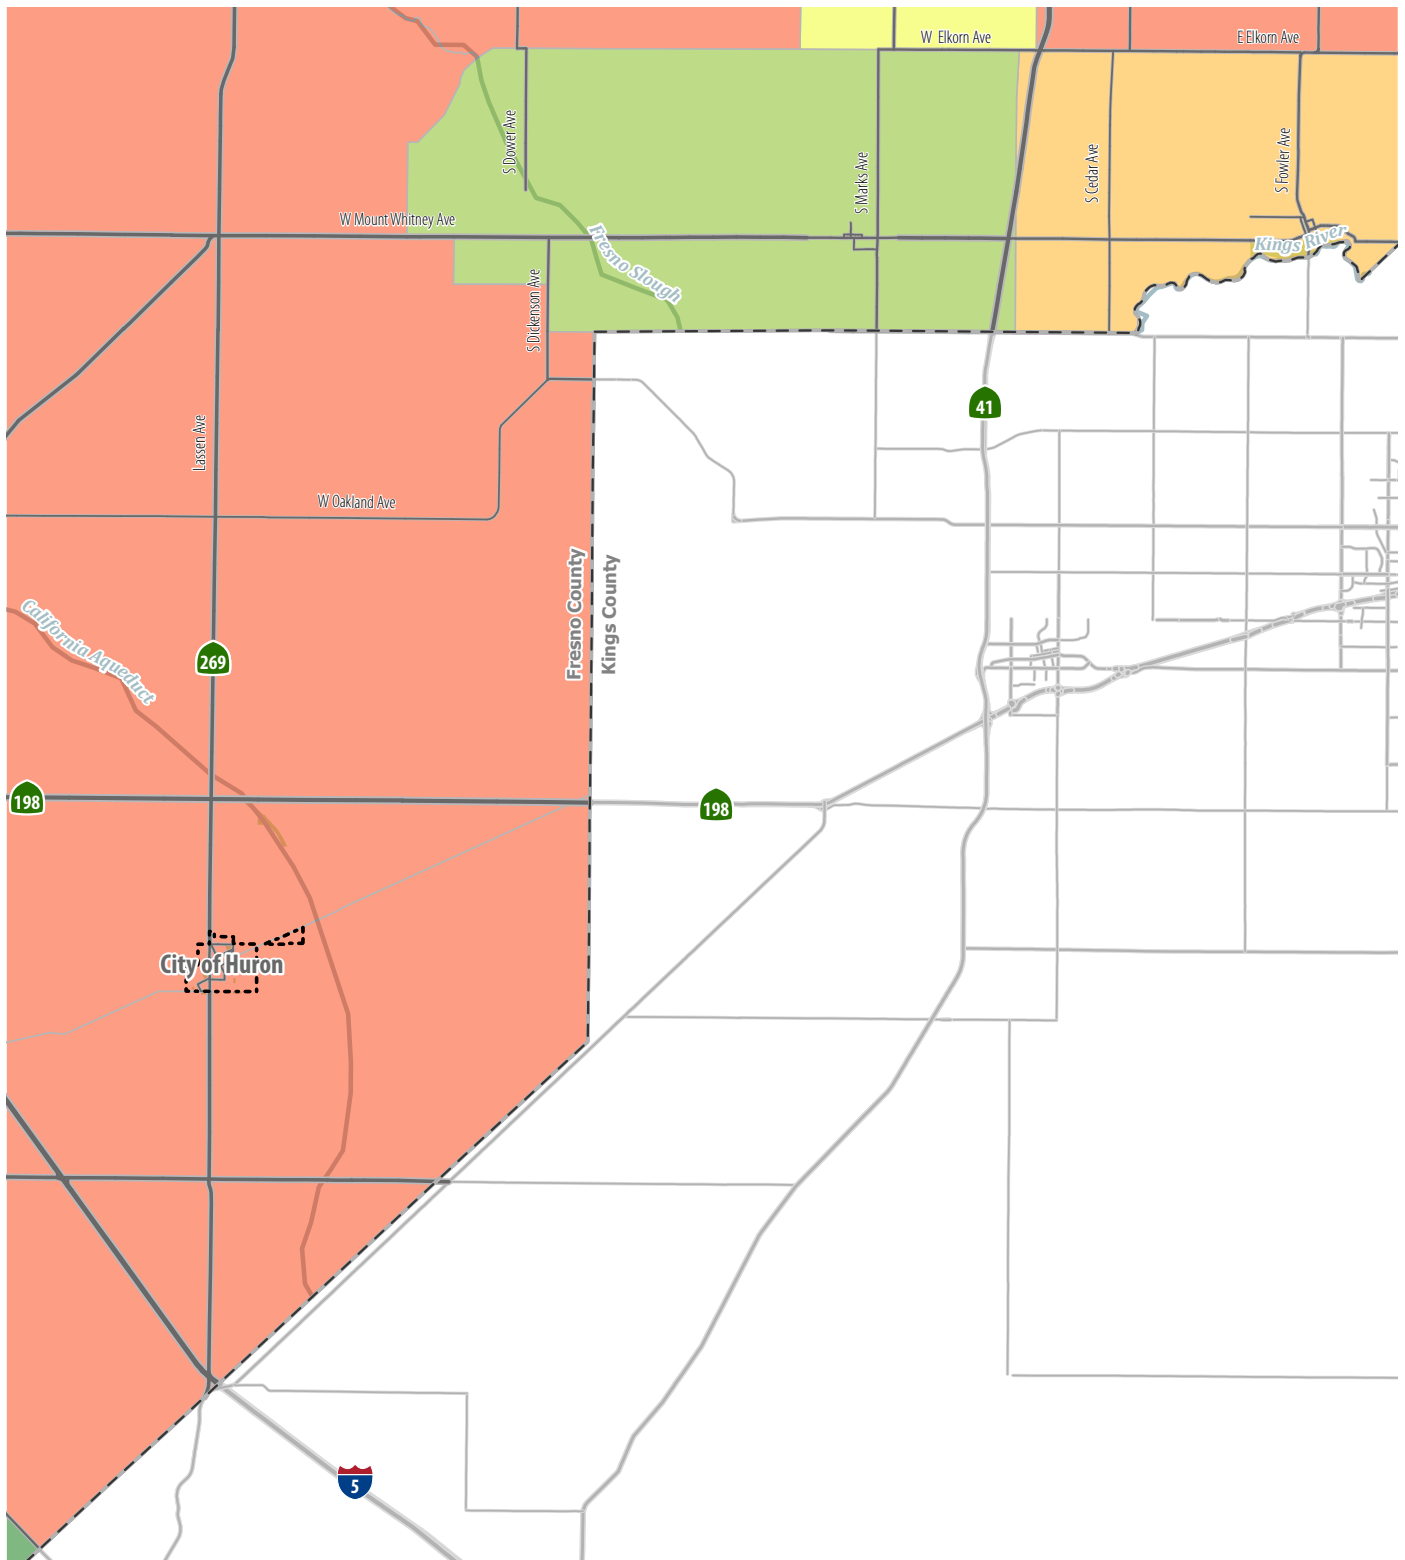 W Elkorn Ave
E Elkorn Ave
S Dower Ave
S Marks Ave
S Cedar Ave
S Fowler Ave
W Mount Whitney Ave
Kings River
Fresno Slough
S Dickenson Ave
41
Lassen Ave
W Oakland Ave
Fresno County
Kings County
California Aqueduct
269
198
198
City of Huron
5